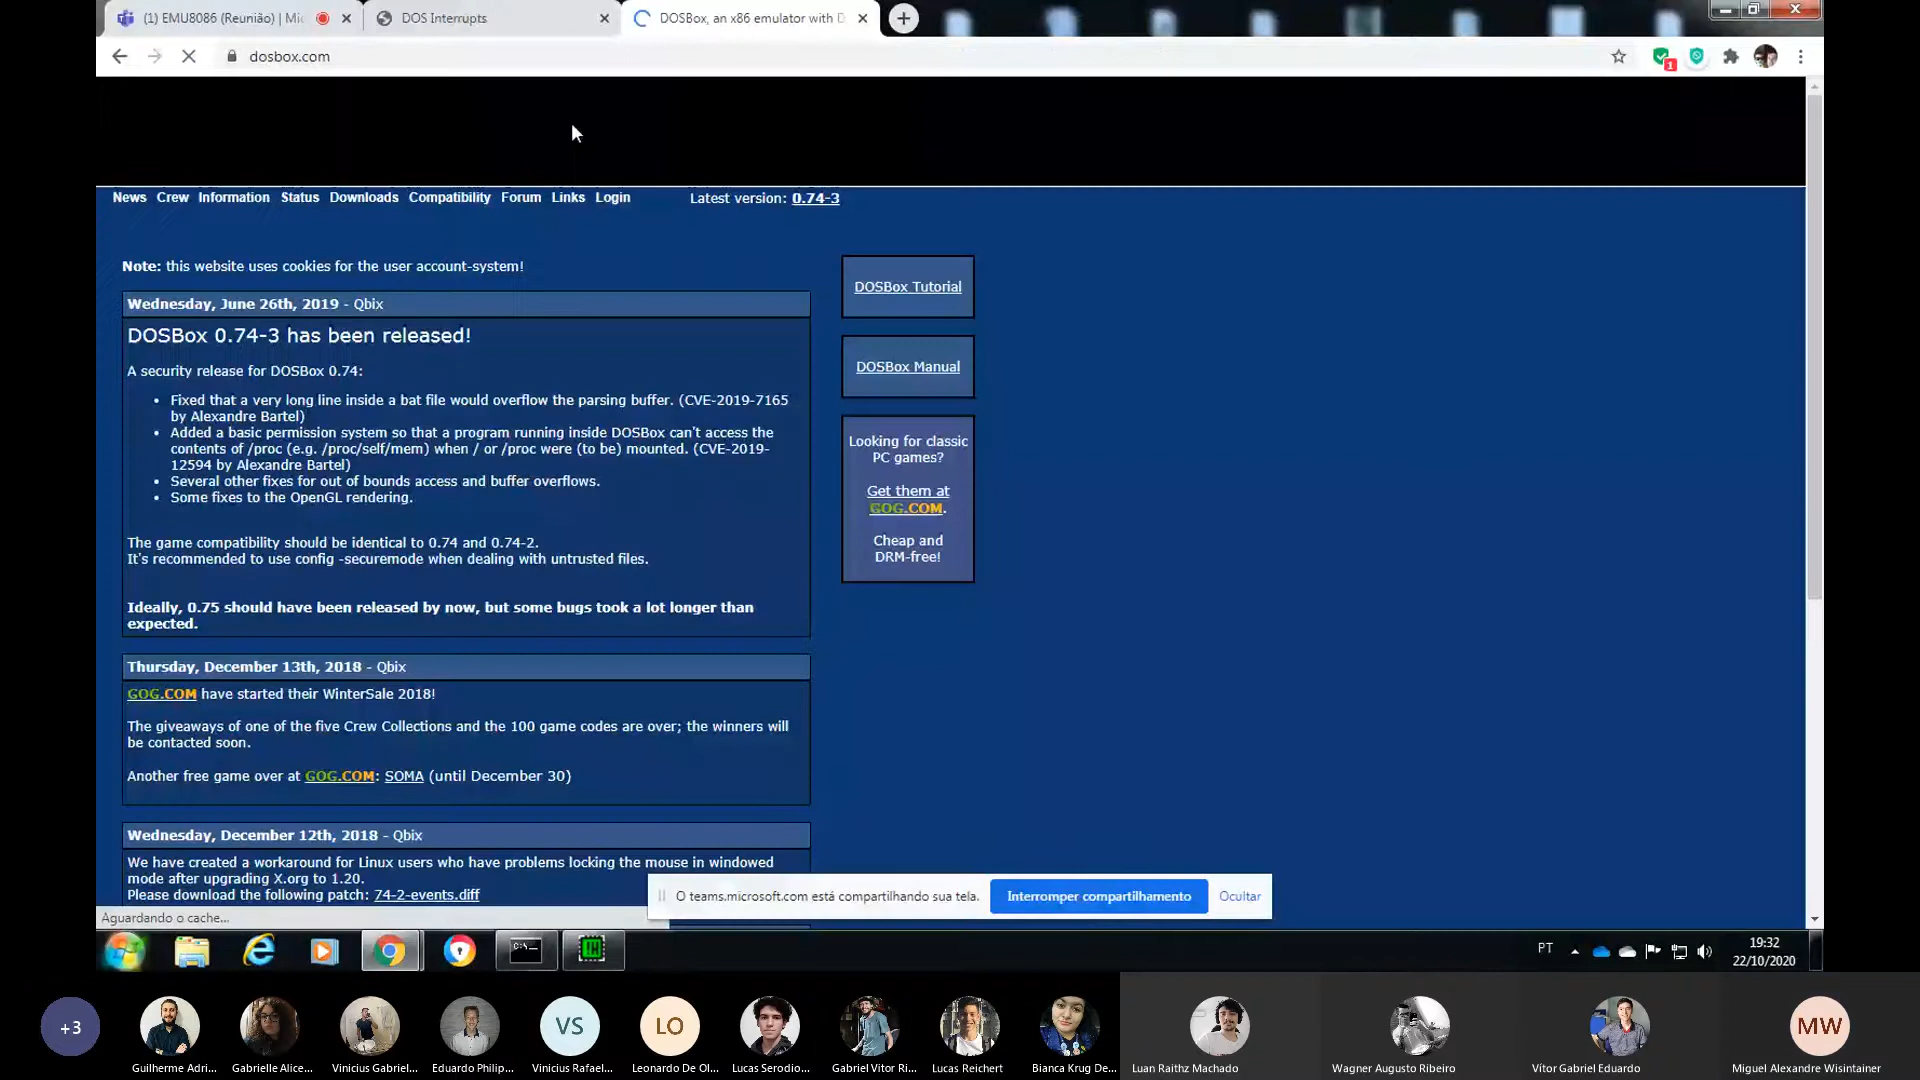 (1) EMU8086 (Reunião) | Mi
DOS Interrupts
DOSBox, an x86 emulator with D
dosbox.com
1
News Crew Information Status Downloads Compatibility Forum Links Login
Latest version: 0.74-3
Note: this website uses cookies for the user account-system!
Wednesday, June 26th, 2019 - Qbix
DOSBox 0.74-3 has been released!
A security release for DOSBox 0.74:
• Fixed that a very long line inside a bat file would overflow the parsing buffer. (CVE-2019-7165
by Alexandre Bartel)
• Added a basic permission system so that a program running inside DOSBox can't access the
contents of /proc (e.g. /proc/self/mem) when / or /proc were (to be) mounted. (CVE-2019-
12594 by Alexandre Bartel)
• Several other fixes for out of bounds access and buffer overflows.
• Some fixes to the OpenGL rendering.
The game compatibility should be identical to 0.74 and 0.74-2.
It's recommended to use config -securemode when dealing with untrusted files.
Ideally, 0.75 should have been released by now, but some bugs took a lot longer than
expected.
Thursday, December 13th, 2018 - Qbix
GOG.COM have started their WinterSale 2018!
The giveaways of one of the five Crew Collections and the 100 game codes are over; the winners will
be contacted soon.
Another free game over at GOG.COM: SOMA (until December 30)
Wednesday, December 12th, 2018 - Qbix
We have created a workaround for Linux users who have problems locking the mouse in windowed
mode after upgrading X.org to 1.20.
Please download the following patch: 74-2-events.diff
DOSBox Tutorial
DOSBox Manual
Looking for classic
PC games?
Get them at
GOG.COM.
Cheap and
DRM-free!
O teams.microsoft.com está compartilhando sua tela.
Interromper compartilhamento
Ocultar
Aguardando o cache...
PT
19:32
22/10/2020
+3
VS
LO
MW
Guilherme Adri...
Gabrielle Alice...
Vinicius Gabriel...
Eduardo Philip...
Vinicius Rafael...
Leonardo De Ol...
Lucas Serodio...
Gabriel Vitor Ri...
Lucas Reichert
Bianca Krug De...
Luan Raithz Machado
Wagner Augusto Ribeiro
Vítor Gabriel Eduardo
Miguel Alexandre Wisintainer